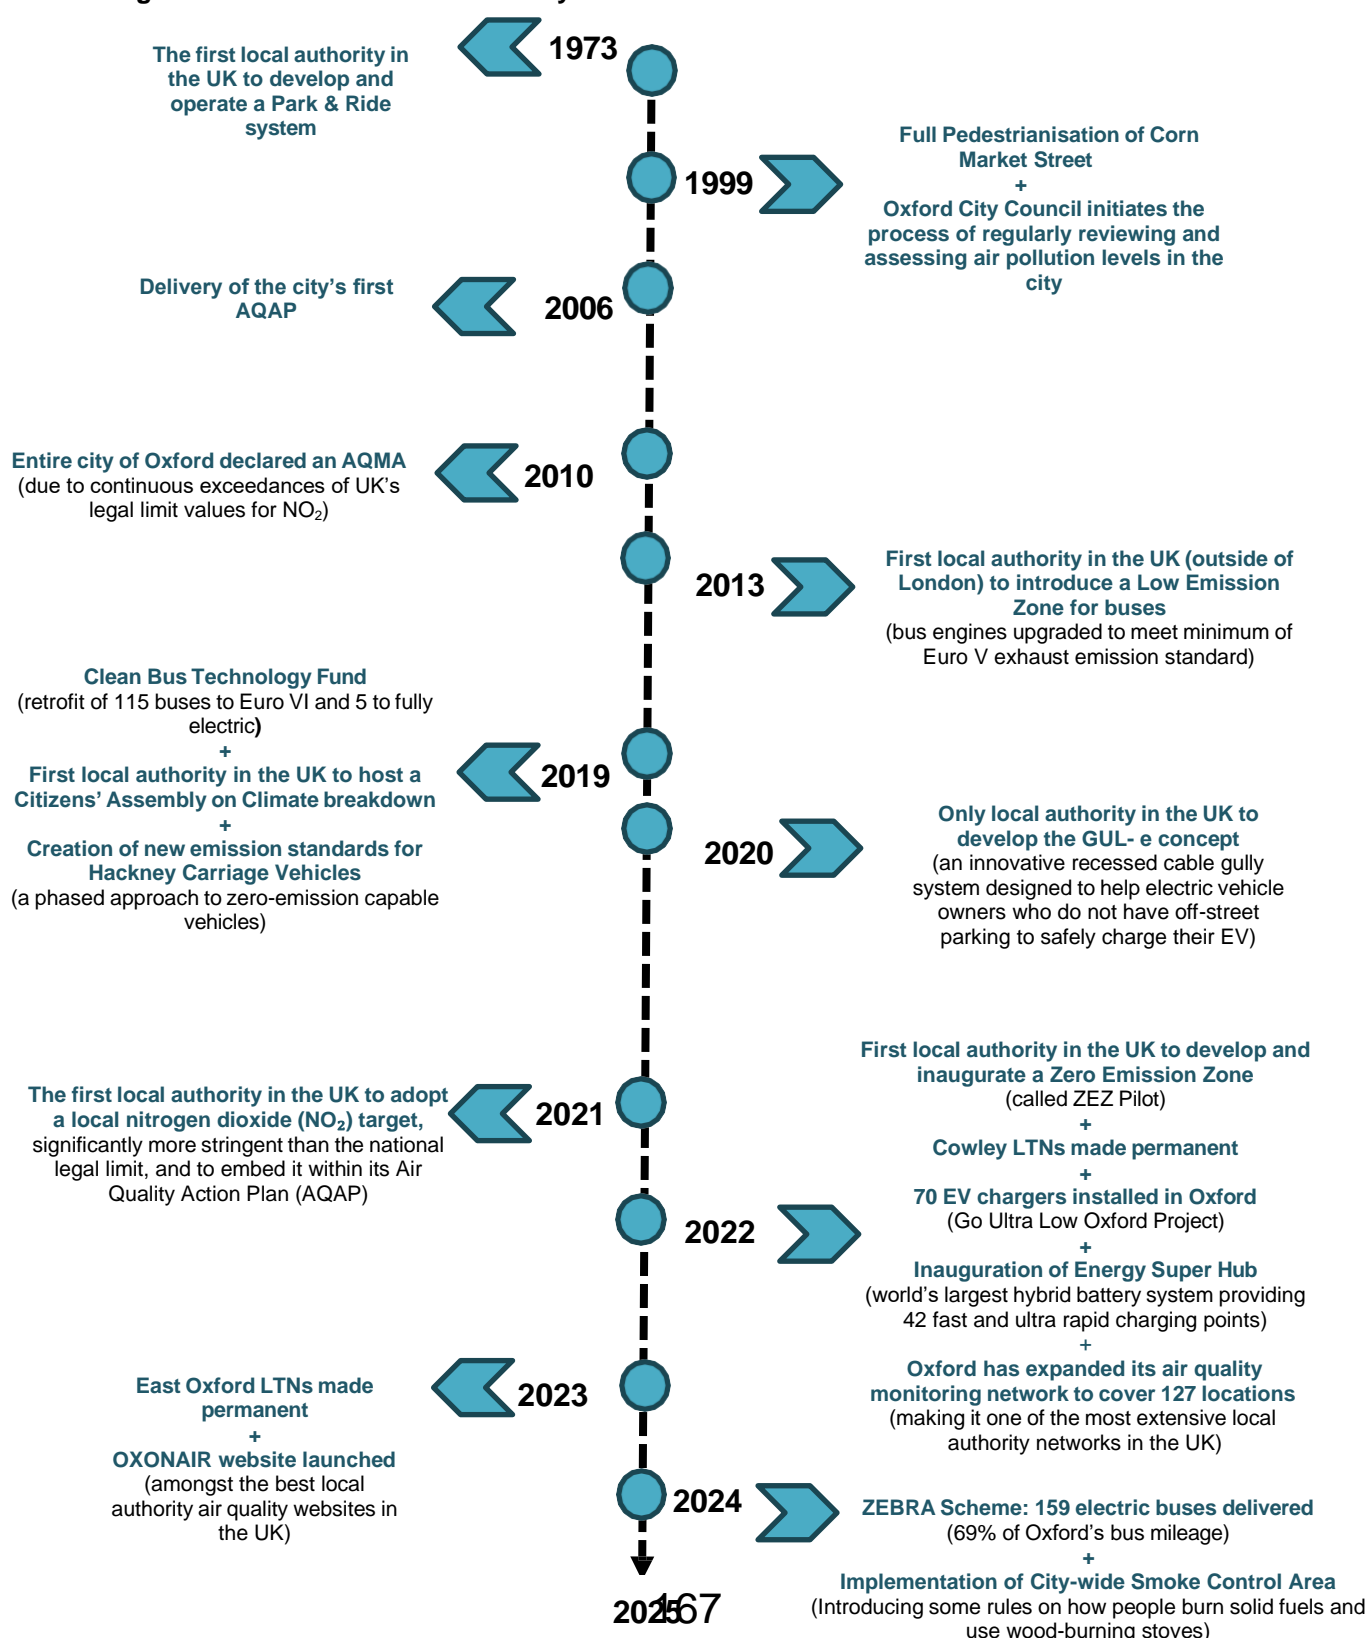 1973
The first local authority in
the UK to develop and
operate a Park & Ride
system
1999
Full Pedestrianisation of Corn
Market Street
+
Oxford City Council initiates the
process of regularly reviewing and
assessing air pollution levels in the
city
2006
Delivery of the city’s first
AQAP
2010
Entire city of Oxford declared an AQMA
(due to continuous exceedances of UK’s
legal limit values for NO₂)
2013
First local authority in the UK (outside of
London) to introduce a Low Emission
Zone for buses
(bus engines upgraded to meet minimum of
Euro V exhaust emission standard)
2019
Clean Bus Technology Fund
(retrofit of 115 buses to Euro VI and 5 to fully
electric)
+
First local authority in the UK to host a
Citizens’ Assembly on Climate breakdown
+
Creation of new emission standards for
Hackney Carriage Vehicles
(a phased approach to zero-emission capable
vehicles)
2020
Only local authority in the UK to
develop the GUL- e concept
(an innovative recessed cable gully
system designed to help electric vehicle
owners who do not have off-street
parking to safely charge their EV)
2021
The first local authority in the UK to adopt
a local nitrogen dioxide (NO₂) target,
significantly more stringent than the national
legal limit, and to embed it within its Air
Quality Action Plan (AQAP)
2022
First local authority in the UK to develop and
inaugurate a Zero Emission Zone
(called ZEZ Pilot)
+
Cowley LTNs made permanent
+
70 EV chargers installed in Oxford
(Go Ultra Low Oxford Project)
+
Inauguration of Energy Super Hub
(world’s largest hybrid battery system providing
42 fast and ultra rapid charging points)
+
Oxford has expanded its air quality
monitoring network to cover 127 locations
(making it one of the most extensive local
authority networks in the UK)
2023
East Oxford LTNs made
permanent
+
OXONAIR website launched
(amongst the best local
authority air quality websites in
the UK)
2024
ZEBRA Scheme: 159 electric buses delivered
(69% of Oxford’s bus mileage)
+
Implementation of City-wide Smoke Control Area
(Introducing some rules on how people burn solid fuels and
use wood-burning stoves)
2025
167